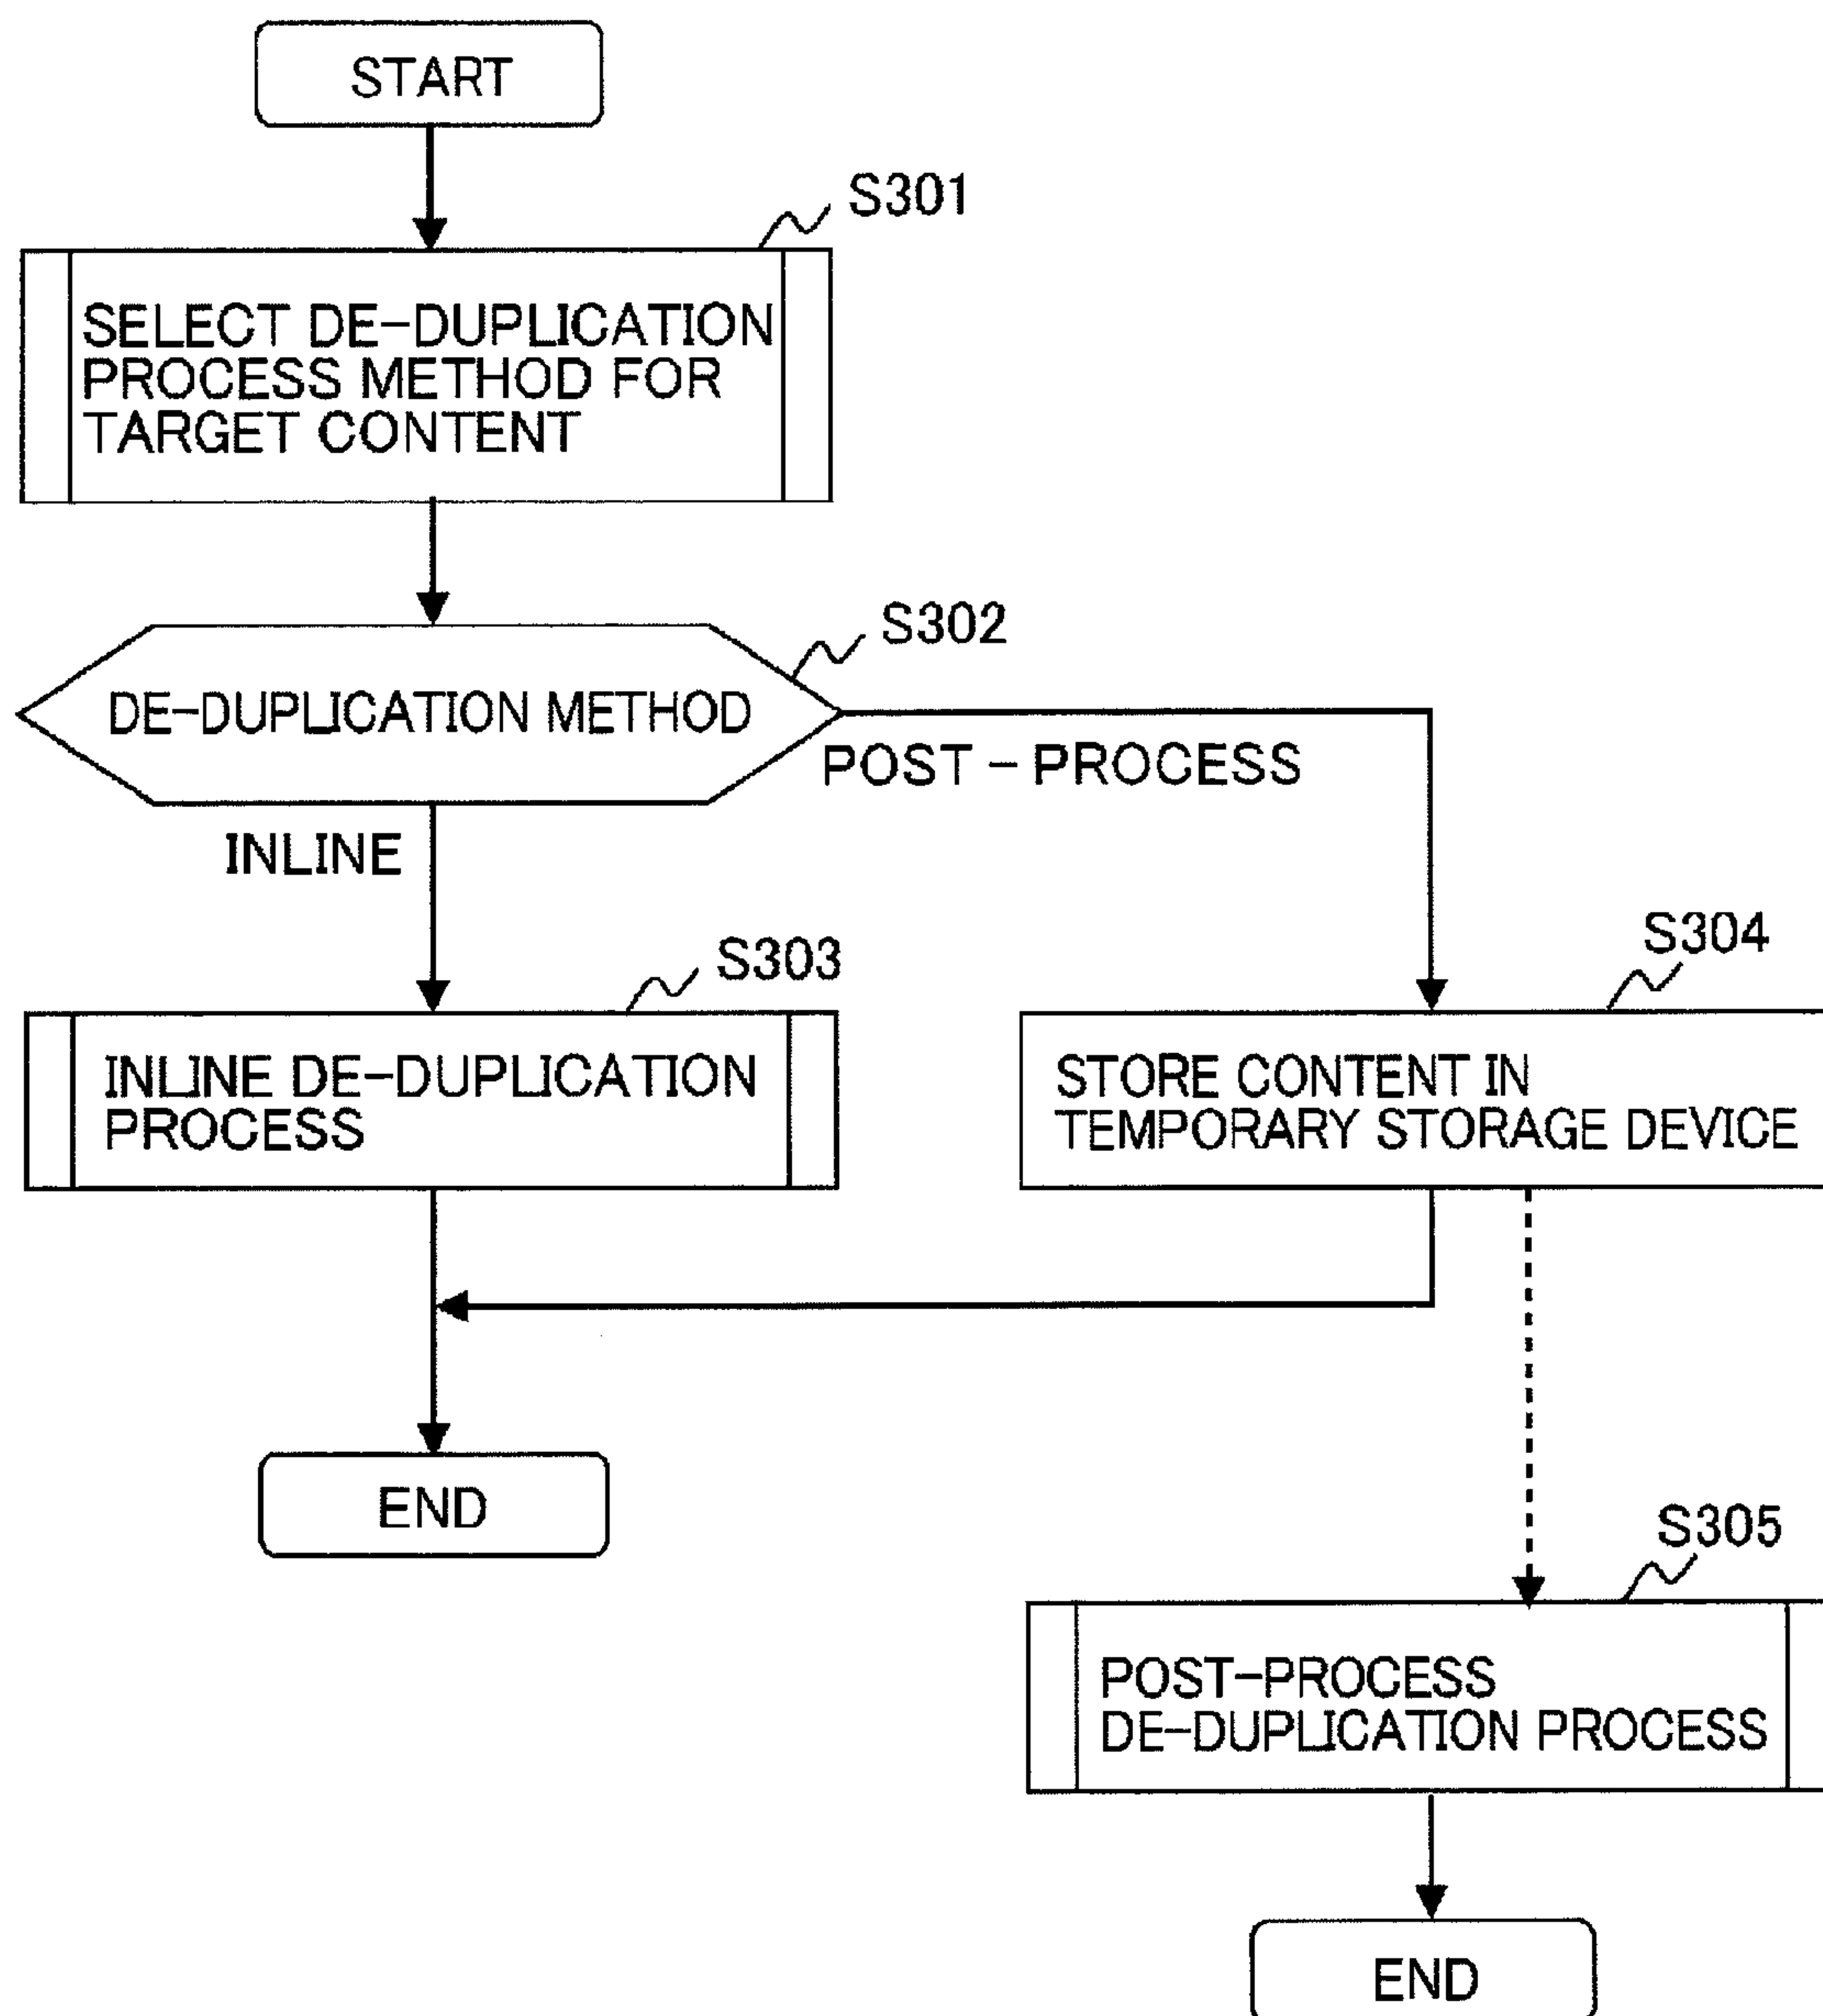 START
S301
SELECT DE-DUPLICATION
PROCESS METHOD FOR
TARGET CONTENT
S302
DE-DUPLICATION METHOD
POST-PROCESS
INLINE
S303
INLINE DE-DUPLICATION
PROCESS
S304
STORE CONTENT IN
TEMPORARY STORAGE DEVICE
END
S305
POST-PROCESS
DE-DUPLICATION PROCESS
END